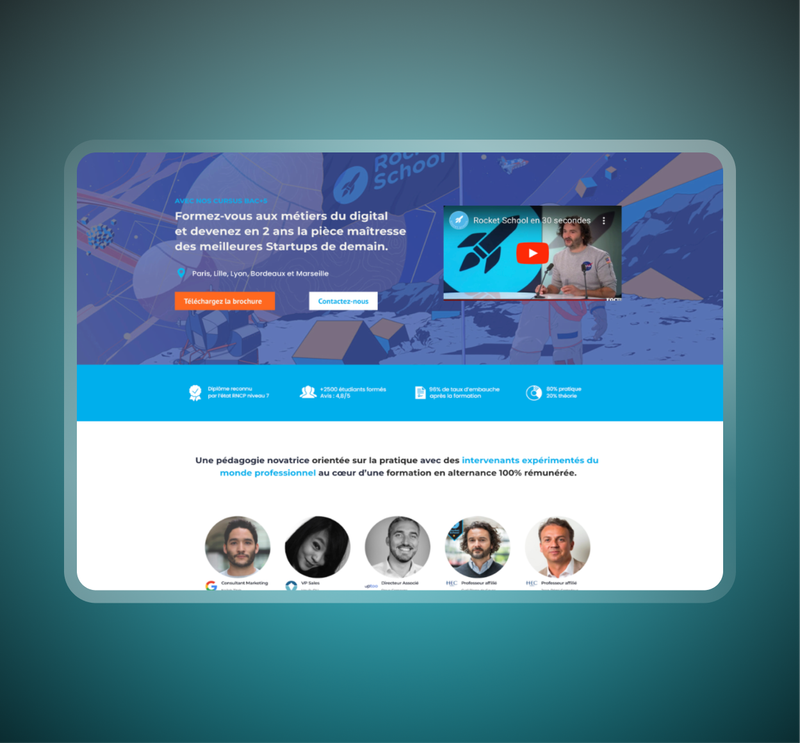 Rocket
School
AVEC NOS CURSUS BAC+5
Formez-vous aux métiers du digital
et devenez en 2 ans la pièce maîtresse
des meilleures Startups de demain.
Paris, Lille, Lyon, Bordeaux et Marseille
Téléchargez la brochure
Contactez-nous
Rocket School en 30 secondes
Diplôme reconnu
par l'état RNCP niveau 7
+2500 étudiants formés
Avis : 4,8/5
96% de taux d'embauche
après la formation
80% pratique
20% théorie
Une pédagogie novatrice orientée sur la pratique avec des intervenants expérimentés du
monde professionnel au cœur d'une formation en alternance 100% rémunérée.
Consultant Marketing
VP Sales
Directeur Associé
HEC
Professeur affilié
HEC
Professeur affilié